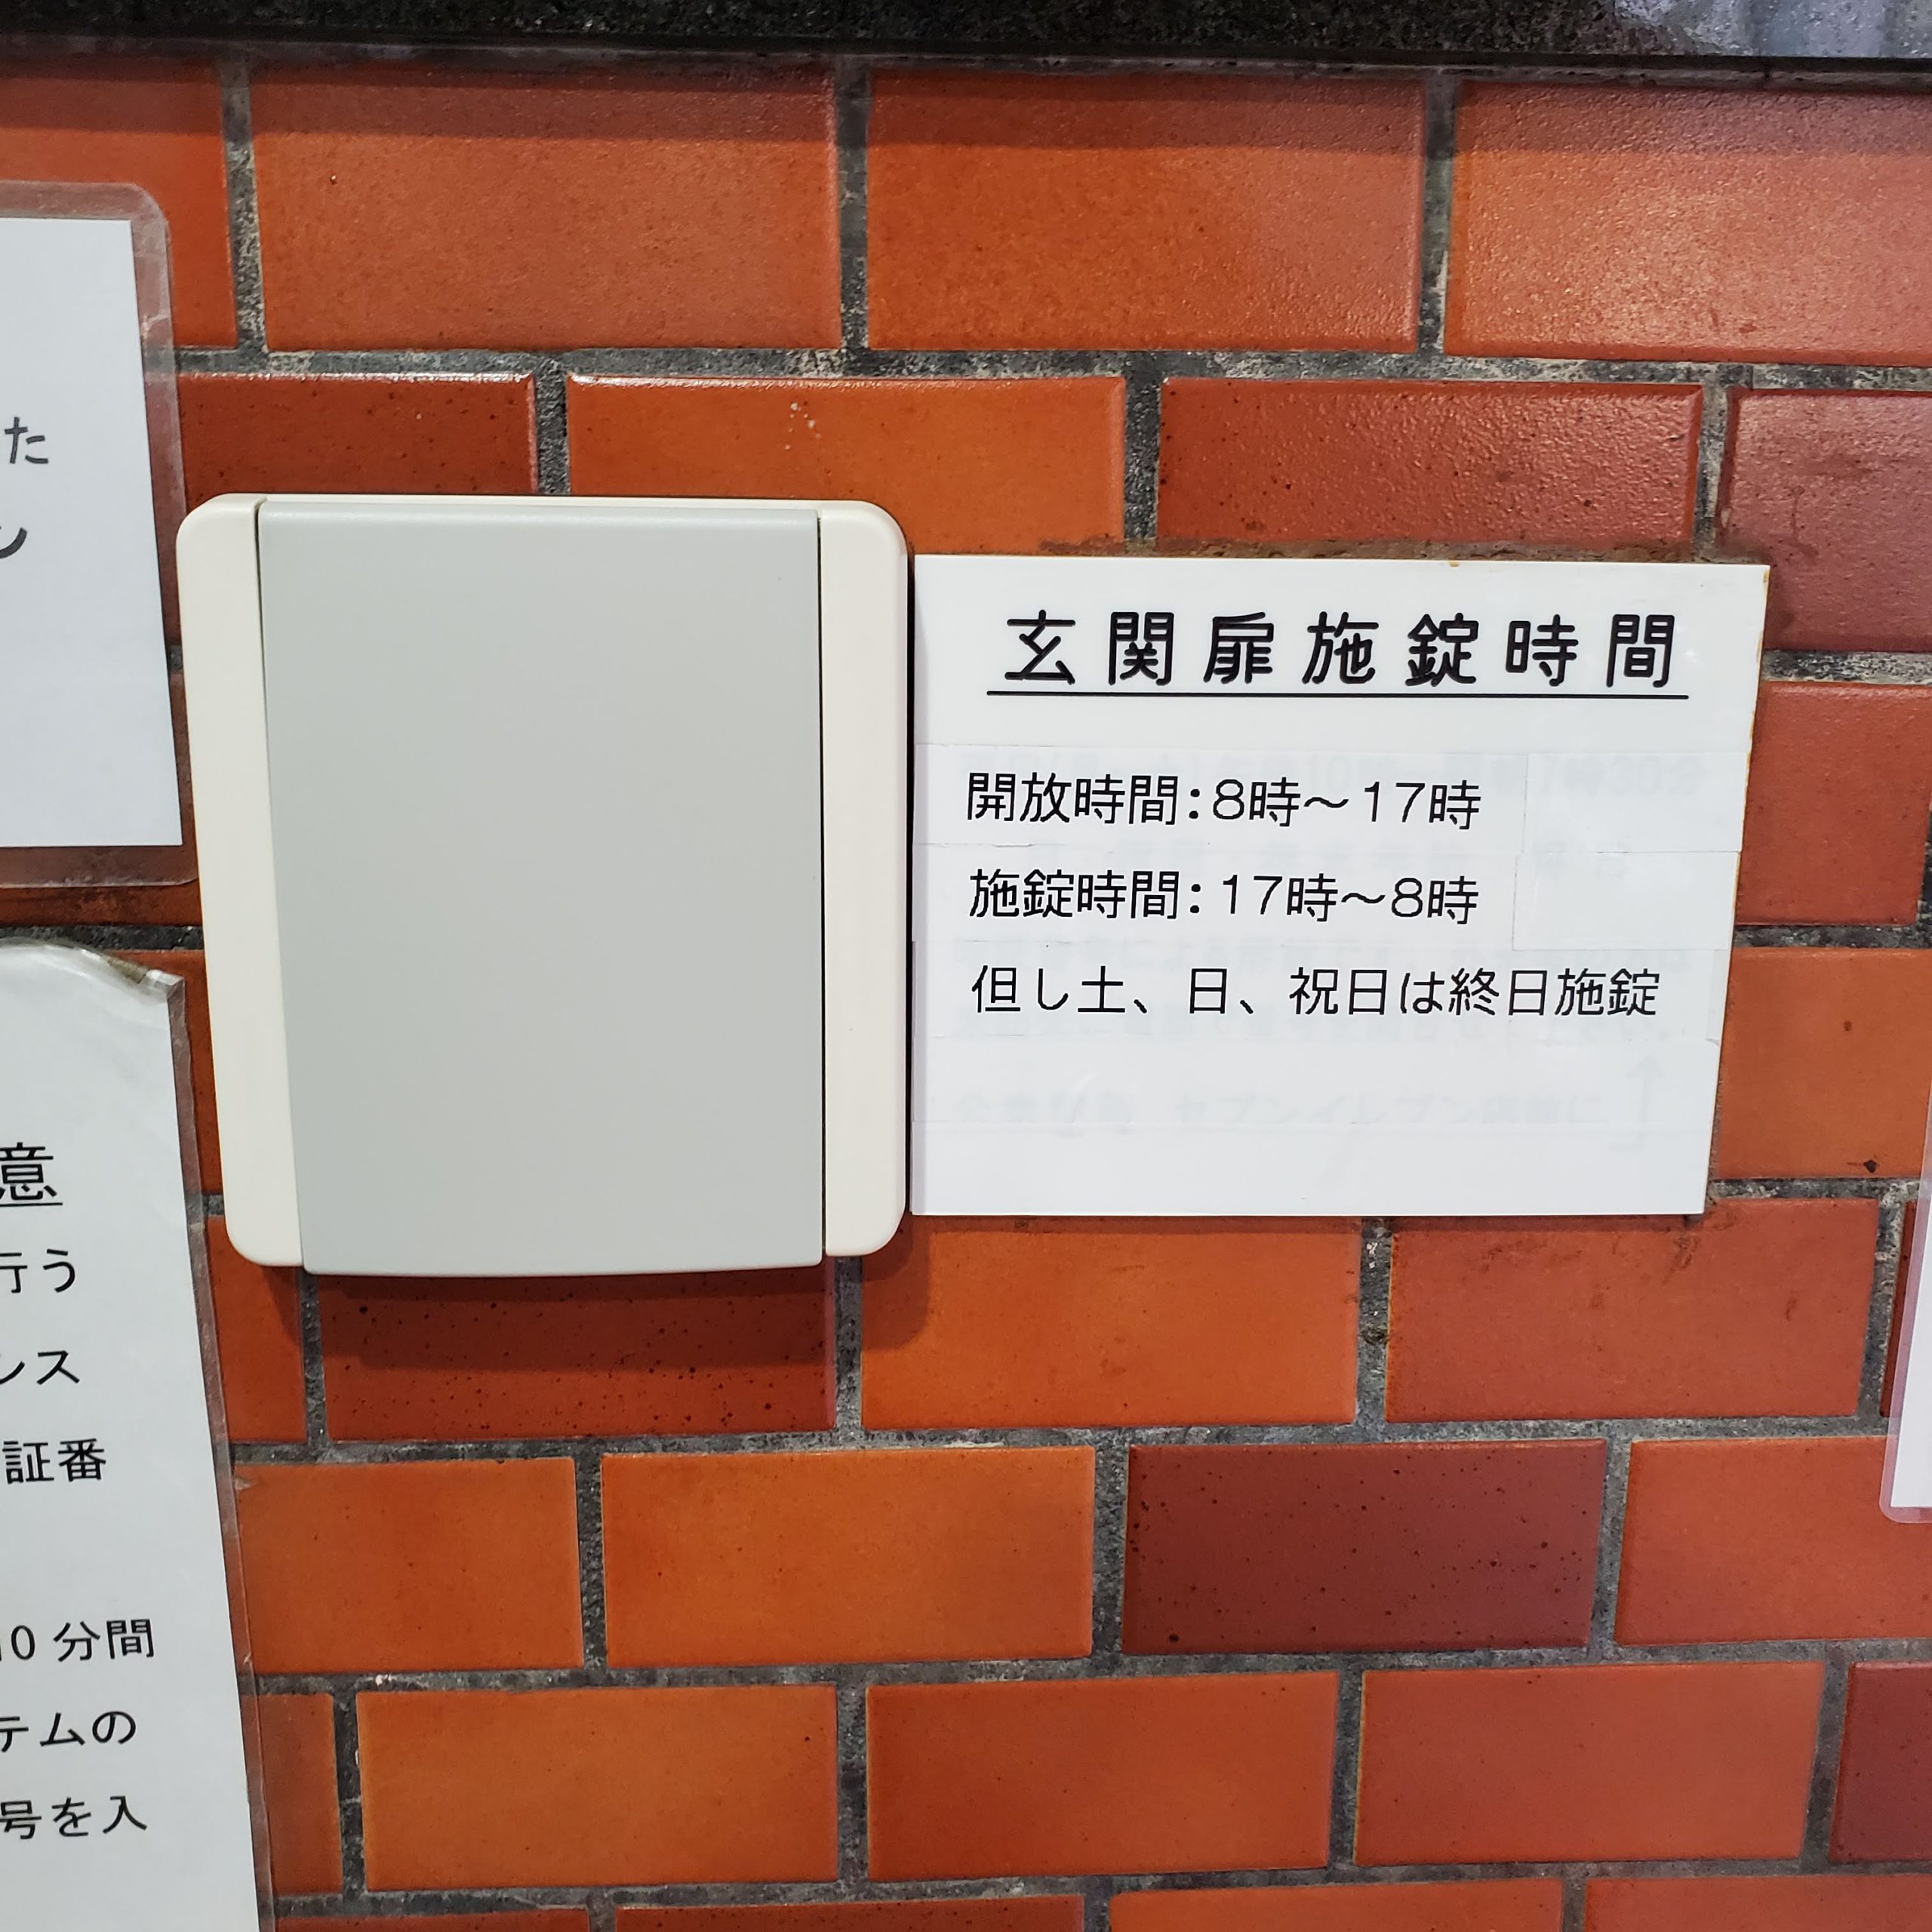 た
意
行う
レス
証番
10分間
テムの
号を入
玄関扉施錠時間
開放時間:8時～17時
施錠時間:17時～8時
但し土、日、祝日は終日施錠